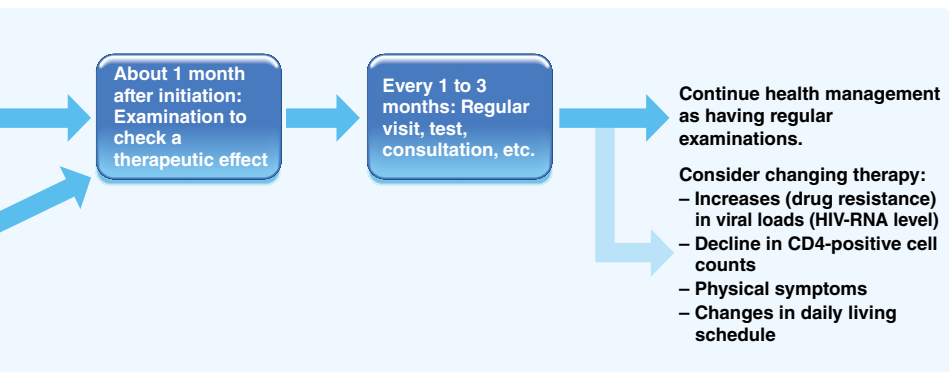 About 1 month
after initiation:
Examination to
check a
therapeutic effect
Every 1 to 3
months: Regular
visit, test,
consultation, etc.
Continue health management
as having regular
examinations.
Consider changing therapy:
– Increases (drug resistance)
in viral loads (HIV-RNA level)
– Decline in CD4-positive cell
counts
– Physical symptoms
– Changes in daily living
schedule